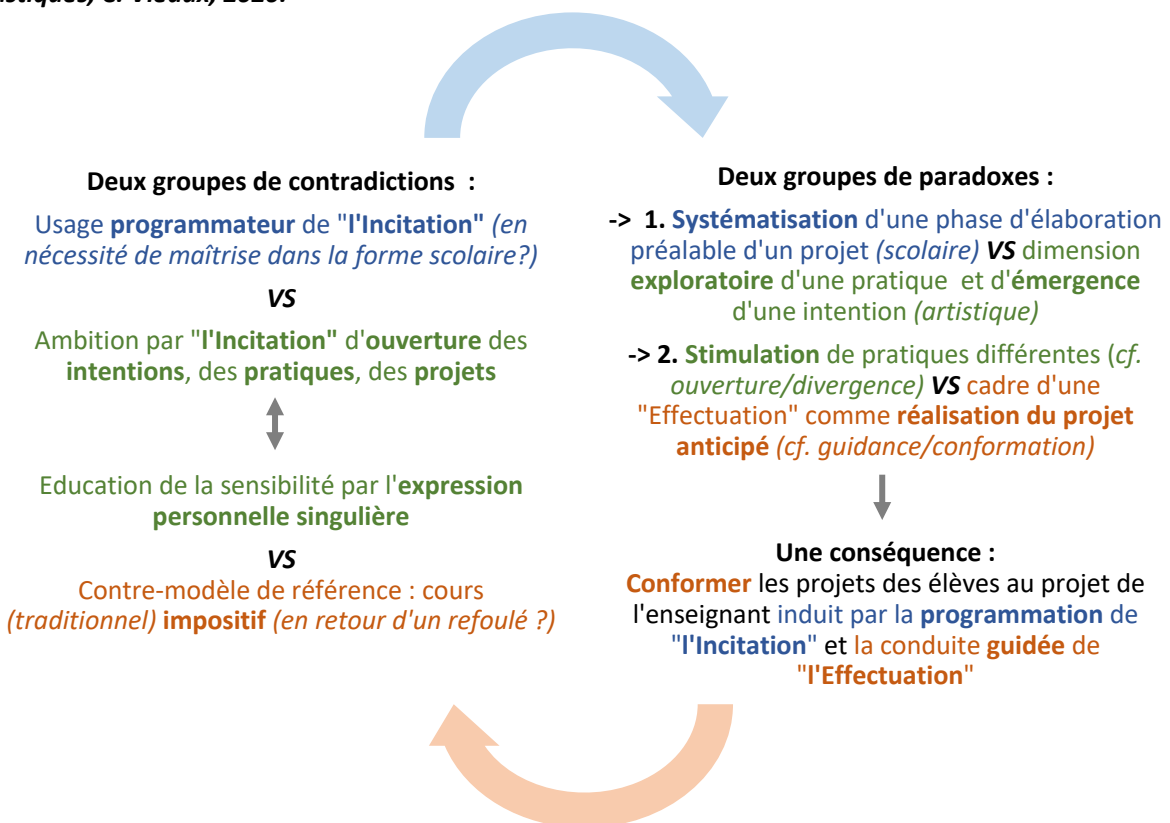 Deux groupes de contradictions :
Usage programmateur de "l'Incitation" (en
nécessité de maîtrise dans la forme scolaire?)
VS
Ambition par "l'Incitation" d'ouverture des
intentions, des pratiques, des projets
Education de la sensibilité par l'expression
personnelle singulière
VS
Contre-modèle de référence : cours
(traditionnel) impositif (en retour d'un refoulé ?)
Deux groupes de paradoxes :
-> 1. Systématisation d'une phase d'élaboration
préalable d'un projet (scolaire) VS dimension
exploratoire d'une pratique et d'émergence
d'une intention (artistique)
-> 2. Stimulation de pratiques différentes (cf.
ouverture/divergence) VS cadre d'une
"Effectuation" comme réalisation du projet
anticipé (cf. guidance/conformation)
Une conséquence :
Conformer les projets des élèves au projet de
l'enseignant induit par la programmation de
"l'Incitation" et la conduite guidée de
"l'Effectuation"